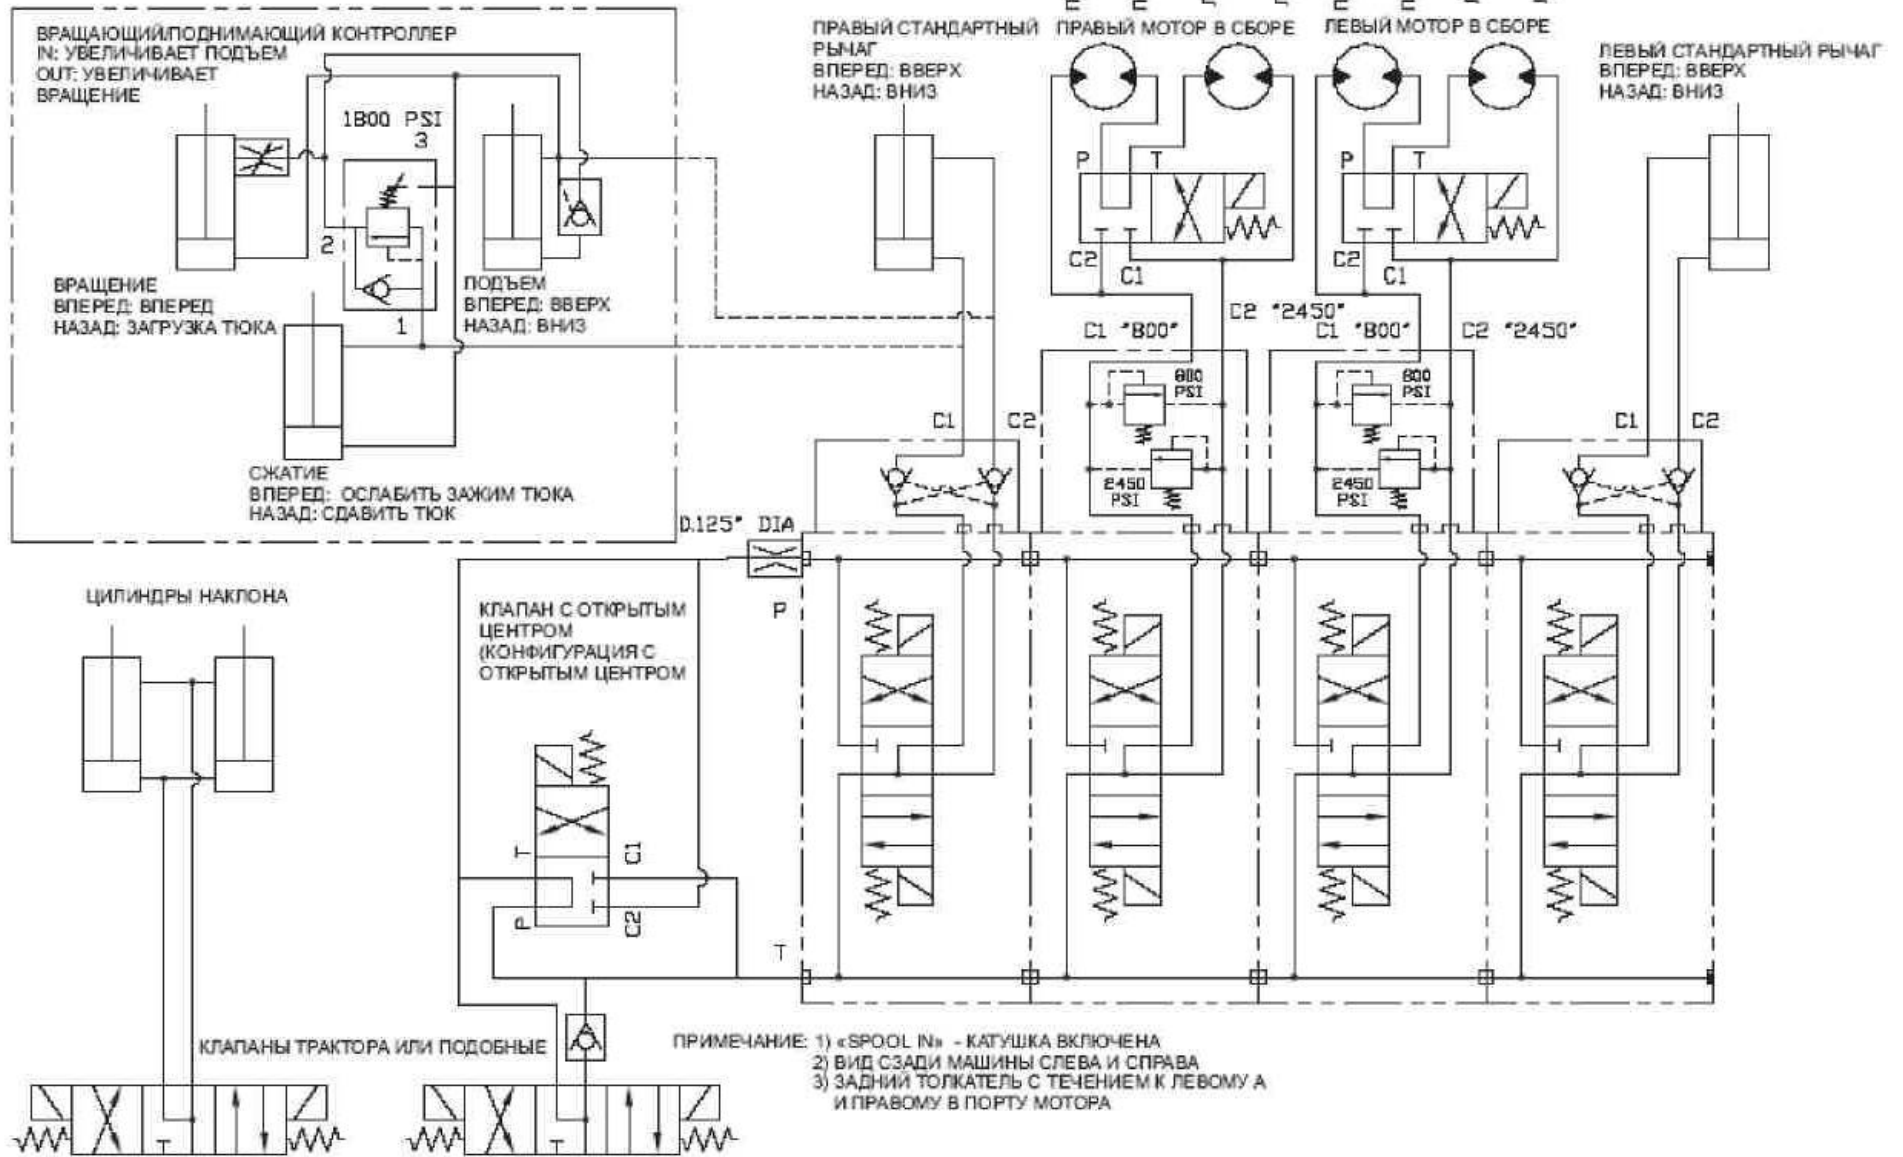 ВРАЩАЮЩИЙ/ПОДНИМАЮЩИЙ КОНТРОЛЛЕР
IN: УВЕЛИЧИВАЕТ ПОДЪЕМ
OUT: УВЕЛИЧИВАЕТ
ВРАЩЕНИЕ
1800 PSI
3
2
1
ВРАЩЕНИЕ
ВПЕРЕД: ВПЕРЕД
НАЗАД: ЗАГРУЗКА ТЮКА
ПОДЪЕМ
ВПЕРЕД: ВВЕРХ
НАЗАД: ВНИЗ
СЖАТИЕ
ВПЕРЕД: ОСЛАБИТЬ ЗАЖИМ ТЮКА
НАЗАД: СДАВИТЬ ТЮК
ПРАВЫЙ СТАНДАРТНЫЙ
РЫЧАГ
ВПЕРЕД: ВВЕРХ
НАЗАД: ВНИЗ
ПРАВЫЙ МОТОР В СБОРЕ
ЛЕВЫЙ МОТОР В СБОРЕ
ЛЕВЫЙ СТАНДАРТНЫЙ РЫЧАГ
ВПЕРЕД: ВВЕРХ
НАЗАД: ВНИЗ
P
T
C2
C1
P
T
C2
C1
C1 "800"
C2 "2450"
C1 "800"
C2 "2450"
800
PSI
2450
PSI
800
PSI
2450
PSI
C1
C2
C1
C2
0.125" DIA
P
T
ЦИЛИНДРЫ НАКЛОНА
КЛАПАН С ОТКРЫТЫМ
ЦЕНТРОМ
(КОНФИГУРАЦИЯ С
ОТКРЫТЫМ ЦЕНТРОМ
T
C1
P
C2
КЛАПАНЫ ТРАКТОРА ИЛИ ПОДОБНЫЕ
ПРИМЕЧАНИЕ: 1) «SPOOL IN» - КАТУШКА ВКЛЮЧЕНА
2) ВИД СЗАДИ МАШИНЫ СЛЕВА И СПРАВА
3) ЗАДНИЙ ТОЛКАТЕЛЬ С ТЕЧЕНИЕМ К ЛЕВОМУ А
И ПРАВОМУ В ПОРТУ МОТОРА